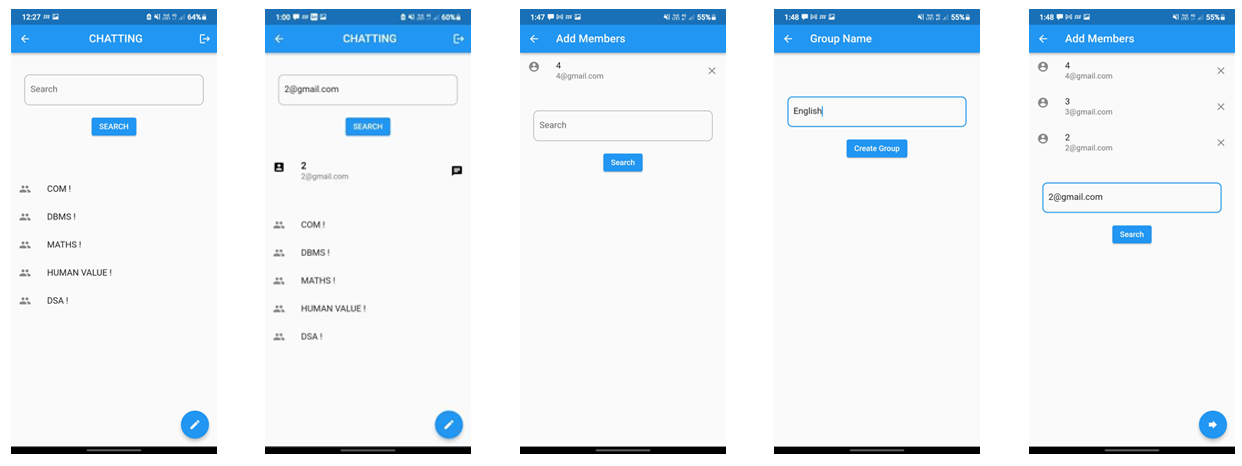 12:27 64%
CHATTING
Search
SEARCH
COM !
DBMS !
MATHS !
HUMAN VALUE !
DSA !
1:00 60%
CHATTING
2@gmail.com
SEARCH
2
2@gmail.com
COM !
DBMS !
MATHS !
HUMAN VALUE !
DSA !
1:47 55%
Add Members
4
4@gmail.com
Search
Search
1:48 55%
Group Name
English
Create Group
1:48 55%
Add Members
4
4@gmail.com
3
3@gmail.com
2
2@gmail.com
2@gmail.com
Search